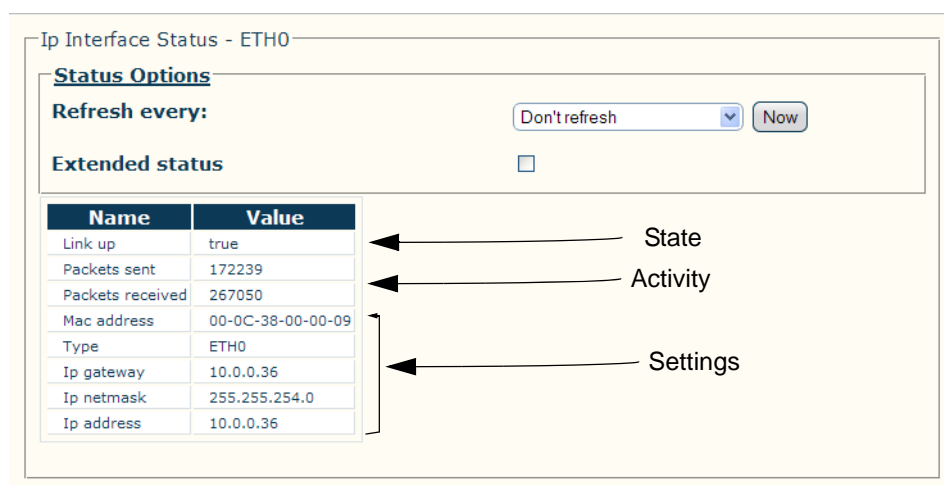 Ip Interface Status - ETH0
Status Options
Refresh every:
Don't refresh
Now
Extended status
Name Value
Link up true
State
Packets sent 172239
Activity
Packets received 267050
Mac address 00-0C-38-00-00-09
Type ETH0
Ip gateway 10.0.0.36
Settings
Ip netmask 255.255.254.0
Ip address 10.0.0.36